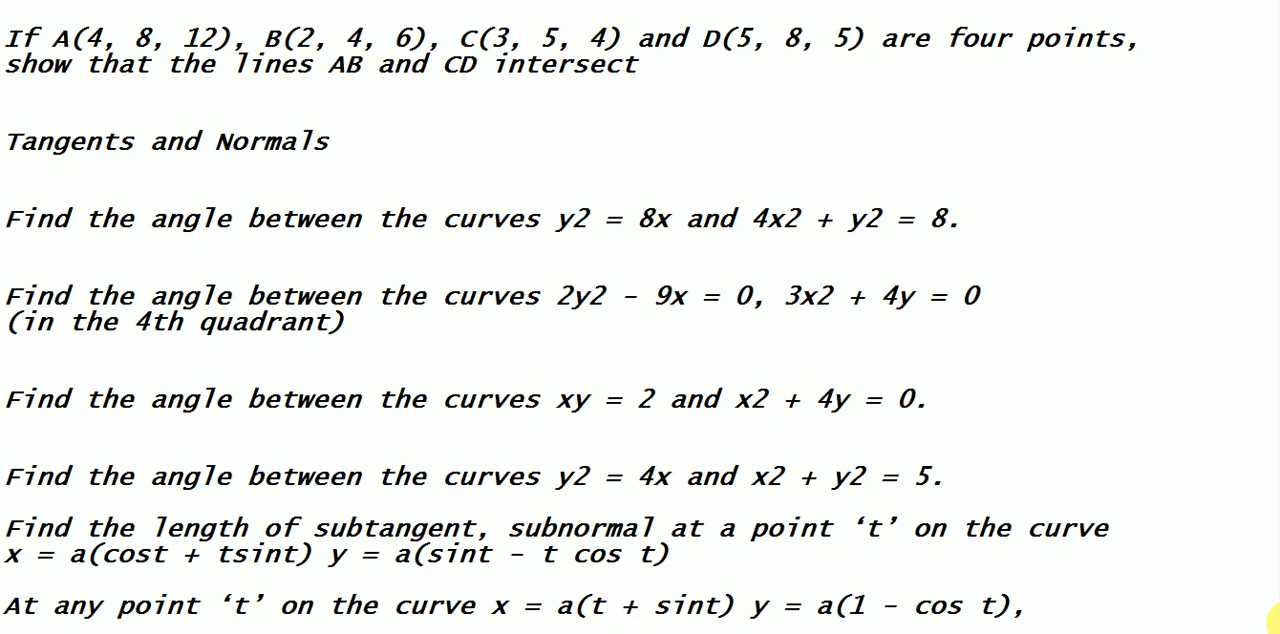 If A(4, 8, 12), B(2, 4, 6), C(3, 5, 4) and D(5, 8, 5) are four points,
show that the lines AB and CD intersect
Tangents and Normals
Find the angle between the curves y2 = 8x and 4x2 + y2 = 8.
Find the angle between the curves 2y2 – 9x = 0, 3x2 + 4y = 0
(in the 4th quadrant)
Find the angle between the curves xy = 2 and x2 + 4y = 0.
Find the angle between the curves y2 = 4x and x2 + y2 = 5.
Find the length of subtangent, subnormal at a point ‘t’ on the curve
x = a(cost + tsint) y = a(sint – t cos t)
At any point ‘t’ on the curve x = a(t + sint) y = a(1 – cos t),